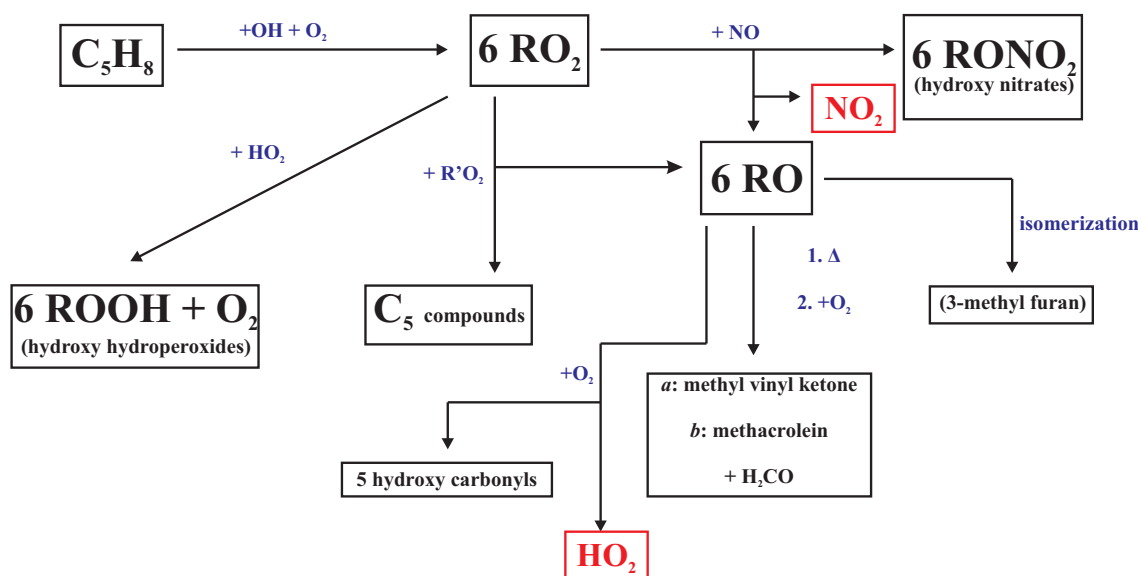 +OH + O₂
C₅H₈
6 RO₂
+ NO
6 RONO₂
(hydroxy nitrates)
NO₂
+ HO₂
+ R’O₂
6 RO
isomerization
1. Δ
2. +O₂
6 ROOH + O₂
(hydroxy hydroperoxides)
C₅ compounds
(3-methyl furan)
+O₂
a: methyl vinyl ketone
b: methacrolein
+ H₂CO
5 hydroxy carbonyls
HO₂